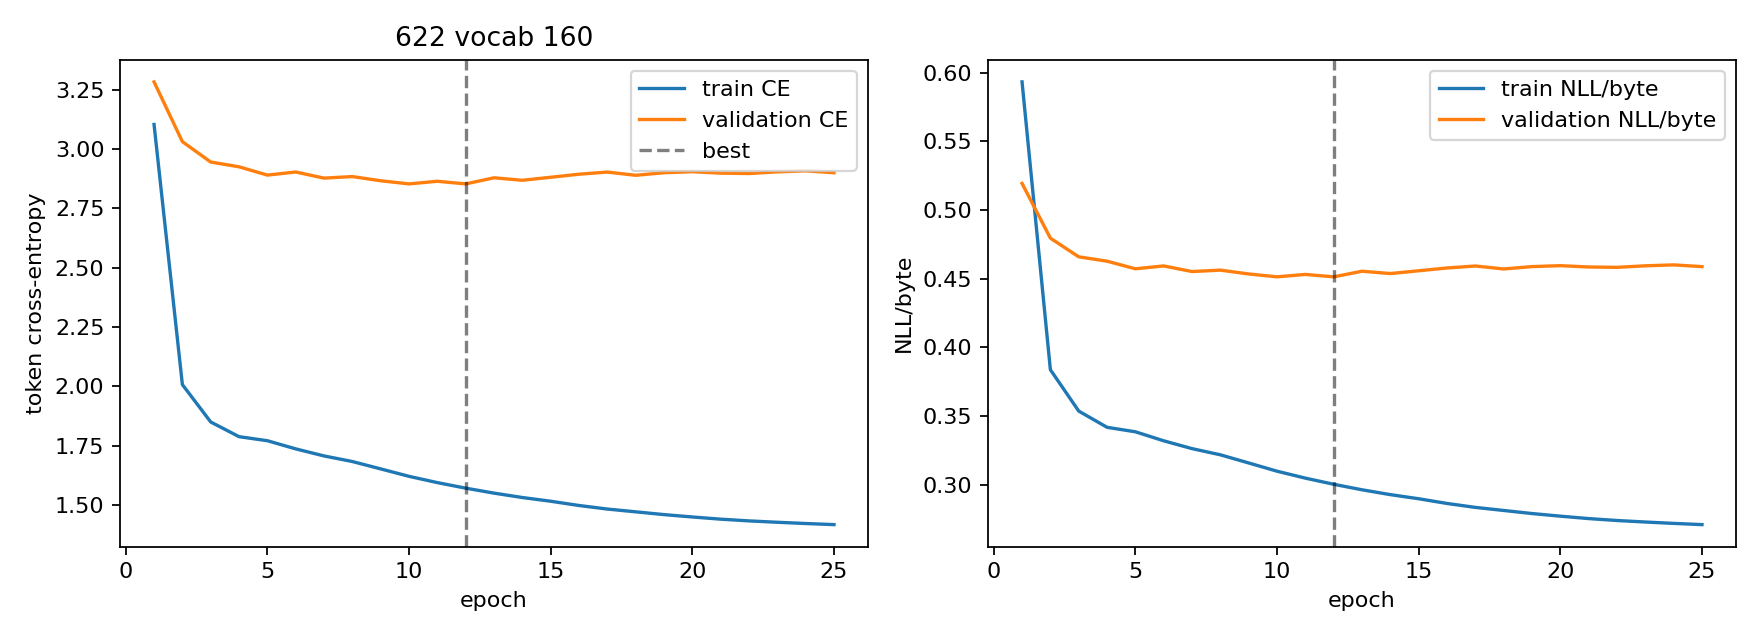 622 vocab 160
token cross-entropy
3.25
3.00
2.75
2.50
2.25
2.00
1.75
1.50
0 5 10 15 20 25
epoch
train CE
validation CE
best
NLL/byte
0.60
0.55
0.50
0.45
0.40
0.35
0.30
0 5 10 15 20 25
epoch
train NLL/byte
validation NLL/byte